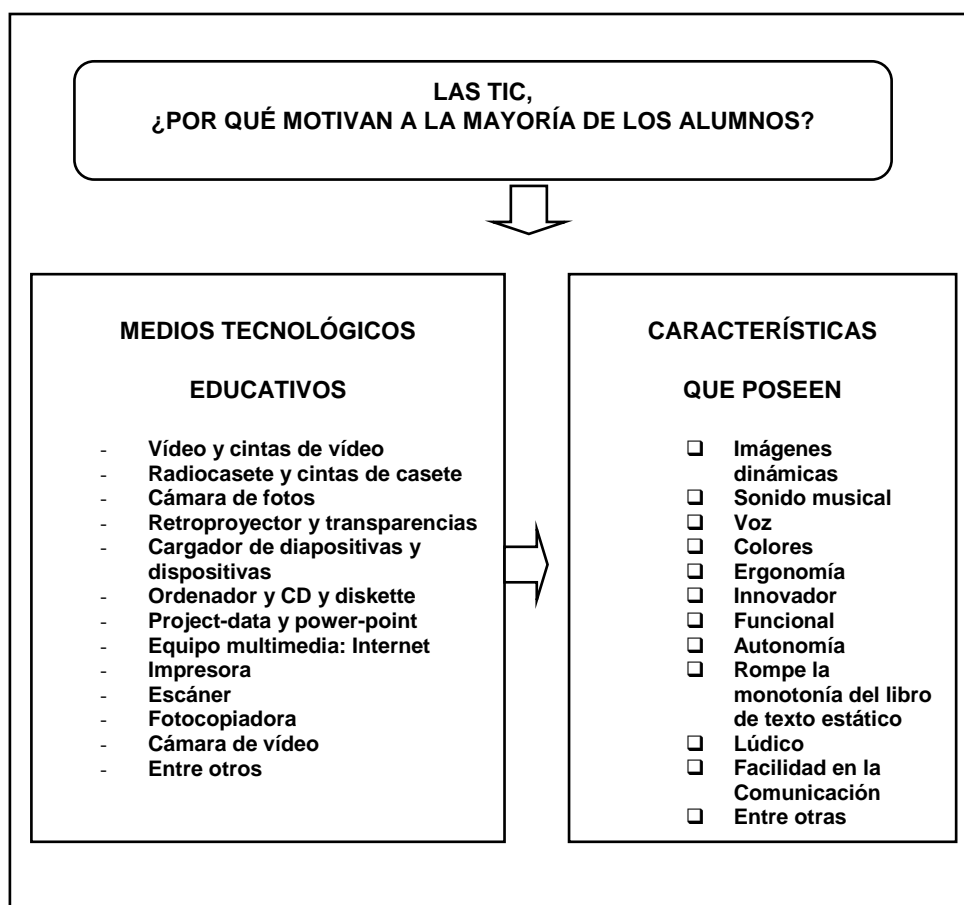 LAS TIC,
¿POR QUÉ MOTIVAN A LA MAYORÍA DE LOS ALUMNOS?
MEDIOS TECNOLÓGICOS
EDUCATIVOS
- Vídeo y cintas de vídeo
- Radiocasete y cintas de casete
- Cámara de fotos
- Retroproyector y transparencias
- Cargador de diapositivas y
dispositivas
- Ordenador y CD y diskette
- Project-data y power-point
- Equipo multimedia: Internet
- Impresora
- Escáner
- Fotocopiadora
- Cámara de vídeo
- Entre otros
CARACTERÍSTICAS
QUE POSEEN
❑ Imágenes
dinámicas
❑ Sonido musical
❑ Voz
❑ Colores
❑ Ergonomía
❑ Innovador
❑ Funcional
❑ Autonomía
❑ Rompe la
monotonía del libro
de texto estático
❑ Lúdico
❑ Facilidad en la
Comunicación
❑ Entre otras